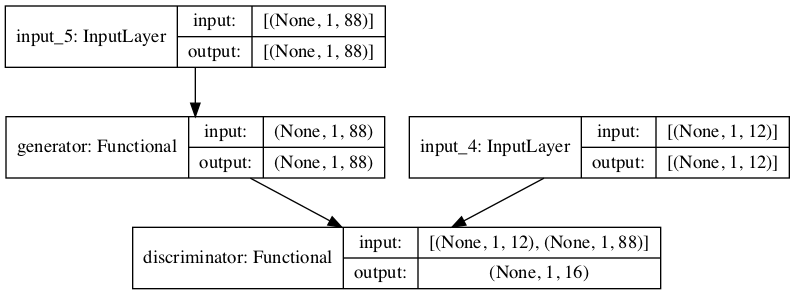 input_5: InputLayer
input: [(None, 1, 88)]
output: [(None, 1, 88)]
generator: Functional
input: (None, 1, 88)
output: (None, 1, 88)
input_4: InputLayer
input: [(None, 1, 12)]
output: [(None, 1, 12)]
discriminator: Functional
input: [(None, 1, 12), (None, 1, 88)]
output: (None, 1, 16)